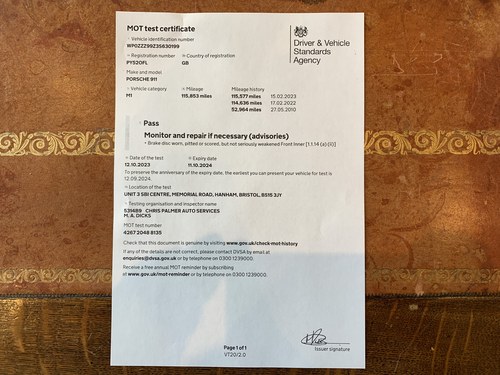 MOT test certificate
Driver & Vehicle
Standards
Agency
Vehicle identification number
WP0ZZZ99Z3S630199
Registration number Country of registration
PY52OFL GB
Make and model
PORSCHE 911
Vehicle category Mileage Mileage history
M1 115,853 miles 115,577 miles 15.02.2023
114,636 miles 17.02.2022
52,964 miles 27.05.2010
Pass
Monitor and repair if necessary (advisories)
• Brake disc worn, pitted or scored, but not seriously weakened Front Inner [1.1.14 (a) (ii)]
Date of the test Expiry date
12.10.2023 11.10.2024
To preserve the anniversary of the expiry date, the earliest you can present your vehicle for test is
12.09.2024.
Location of the test
UNIT 3 SBI CENTRE, MEMORIAL ROAD, HANHAM, BRISTOL, BS15 3JY
Testing organisation and inspector name
S31489 CHRIS PALMER AUTO SERVICES
M. A. DICKS
MOT test number
4267 2048 8135
Check that this document is genuine by visiting www.gov.uk/check-mot-history
If any of the details are not correct, please contact DVSA by email at
enquiries@dvsa.gov.uk or by telephone on 0300 1239000.
Receive a free annual MOT reminder by subscribing
at www.gov.uk/mot-reminder or by telephone on 0300 1239000.
Page 1 of 1
VT20/2.0
Issuer signature